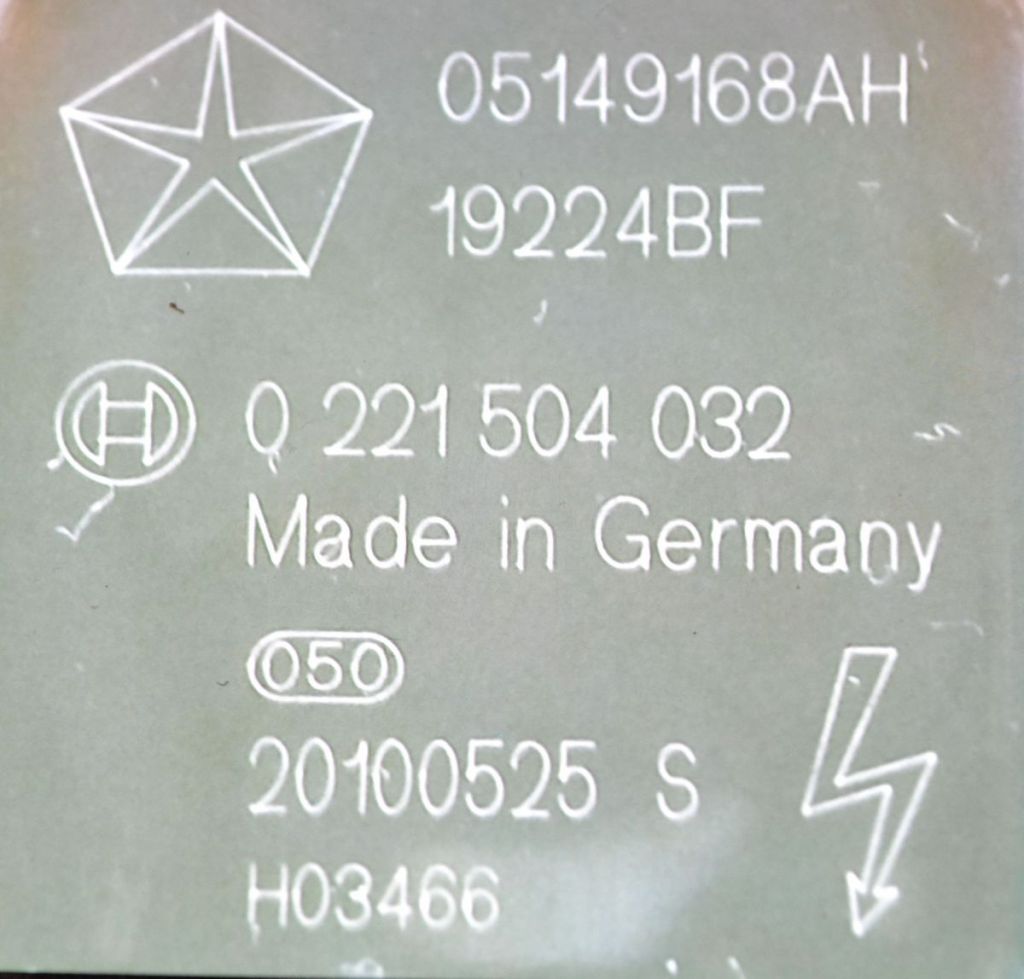 05149168AH
19224BF
0 221 504 032
Made in Germany
050
20100525 S
H03466